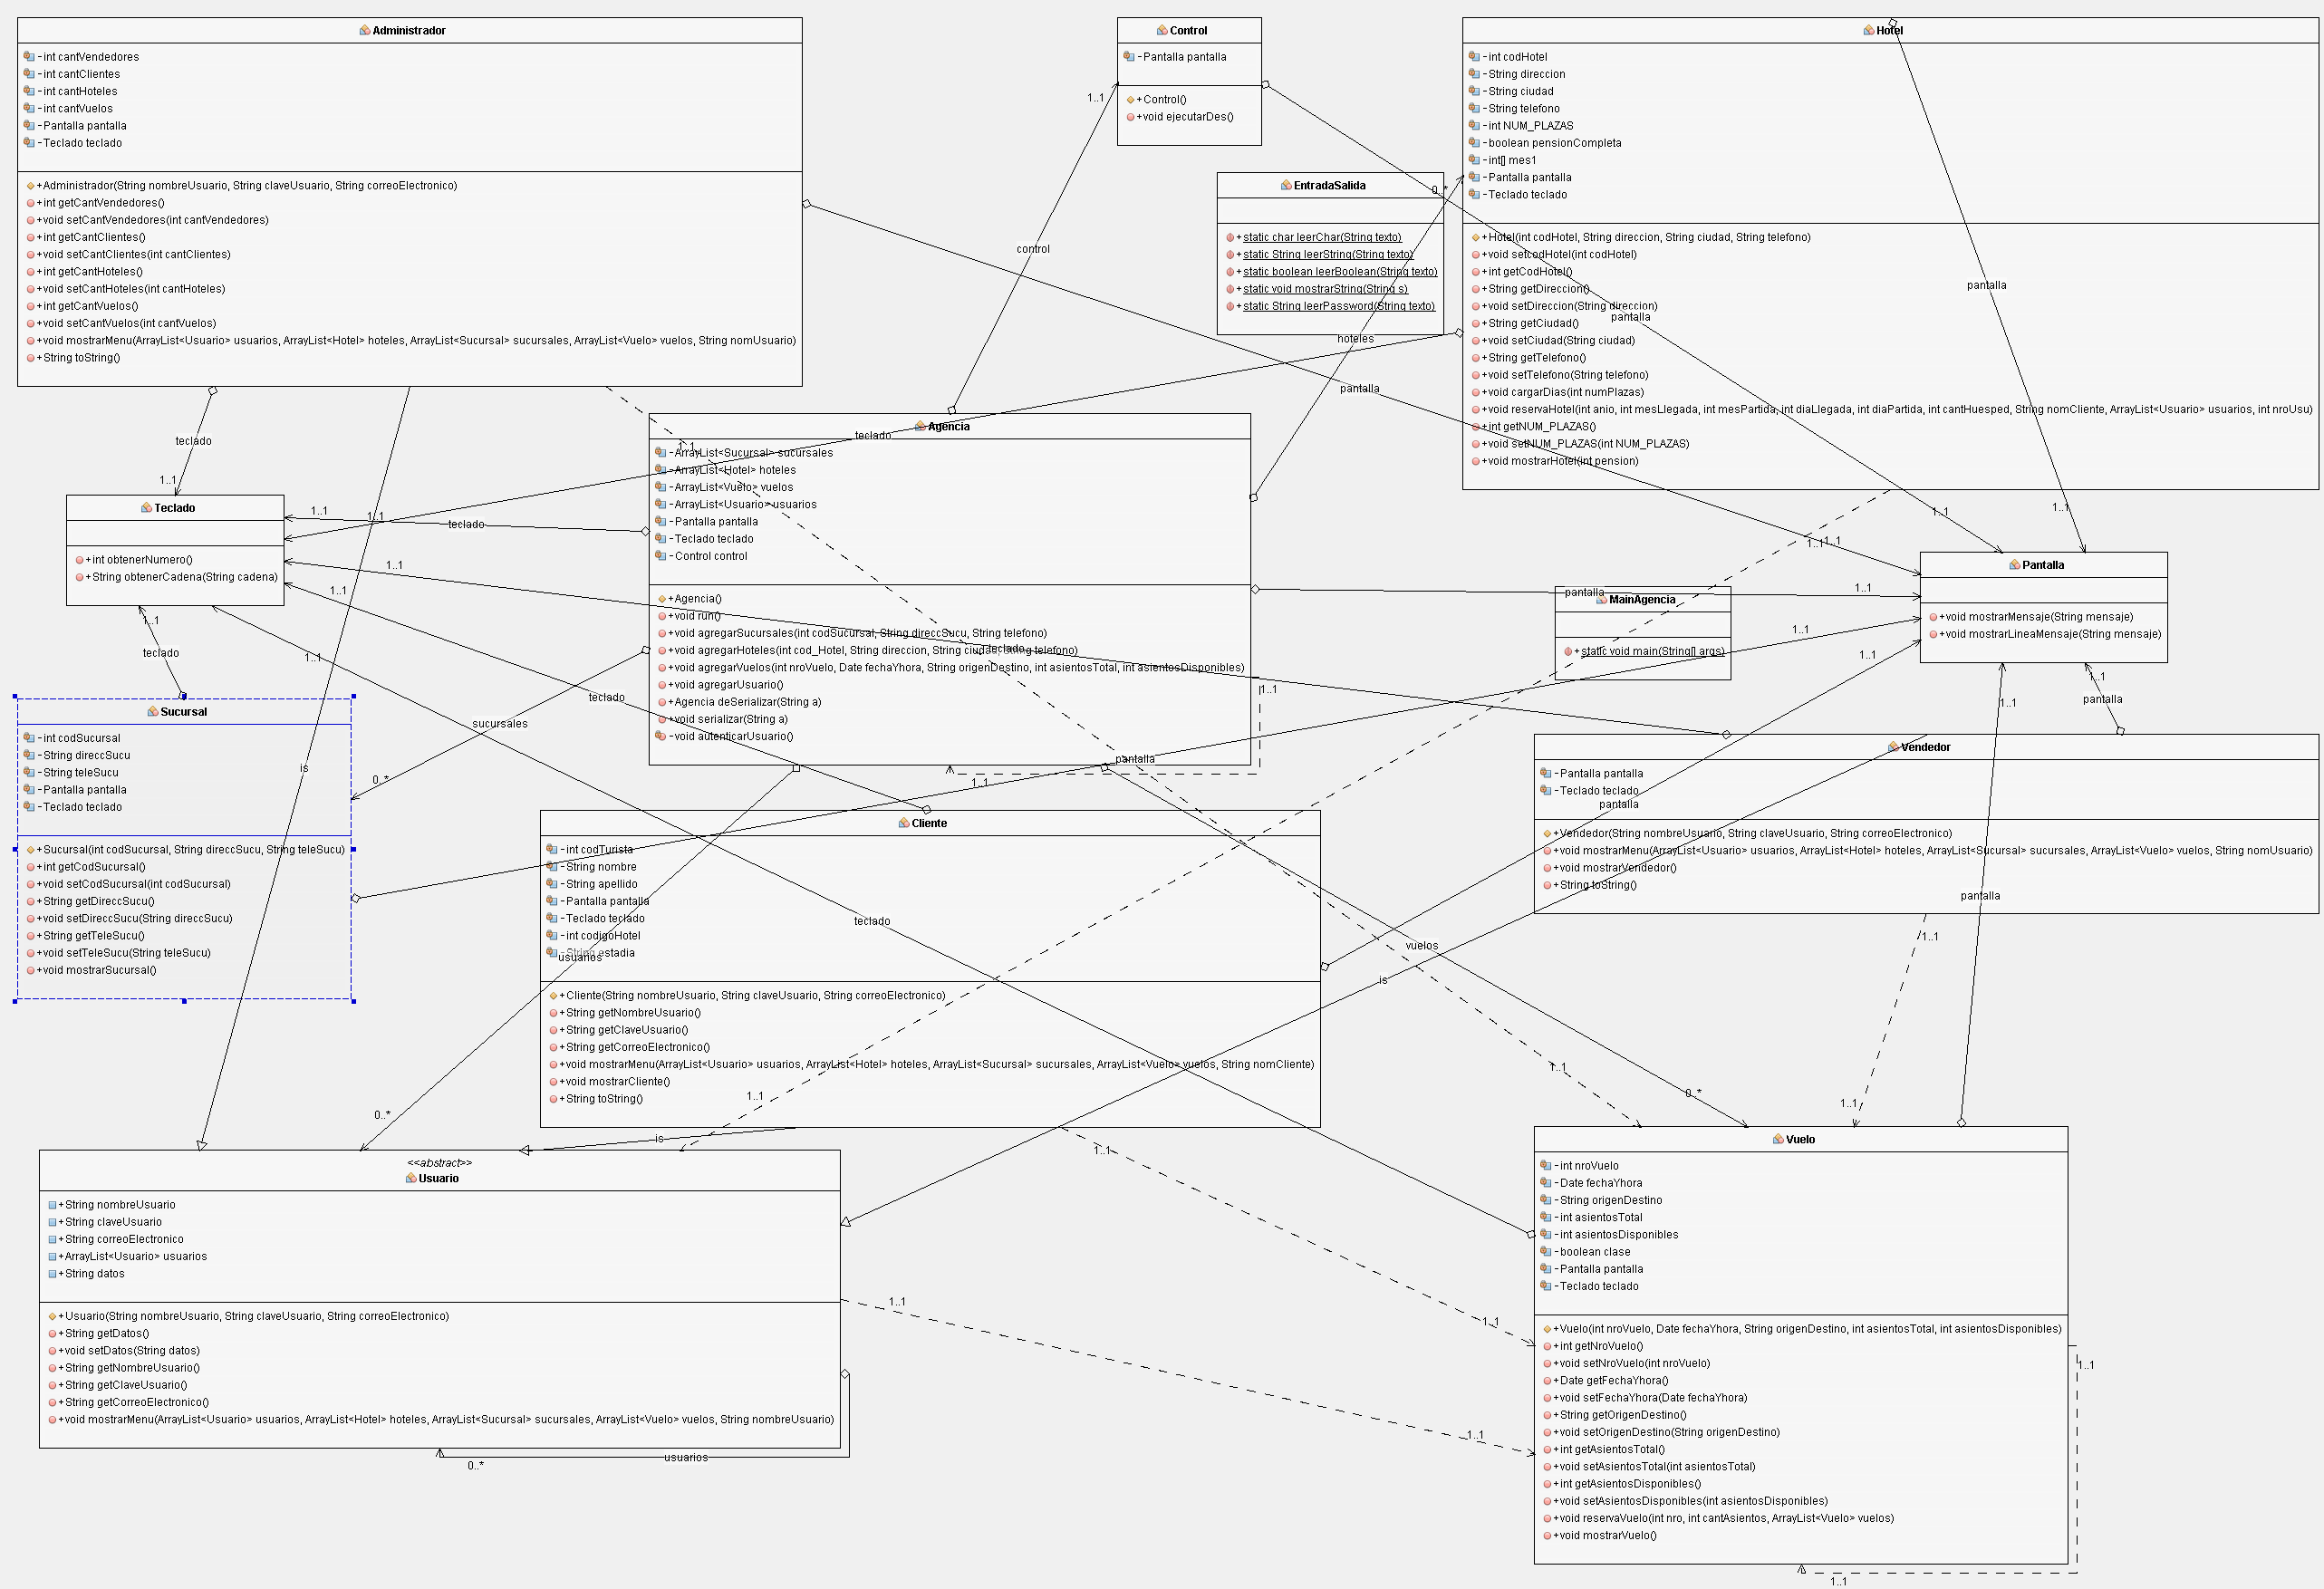 Administrador
- int cantVendedores
- int cantClientes
- int cantHoteles
- int cantVuelos
- Pantalla pantalla
- Teclado teclado
+ Administrador(String nombreUsuario, String claveUsuario, String correoElectronico)
+ int getCantVendedores()
+ void setCantVendedores(int cantVendedores)
+ int getCantClientes()
+ void setCantClientes(int cantClientes)
+ int getCantHoteles()
+ void setCantHoteles(int cantHoteles)
+ int getCantVuelos()
+ void setCantVuelos(int cantVuelos)
+ void mostrarMenu(ArrayList<Usuario> usuarios, ArrayList<Hotel> hoteles, ArrayList<Sucursal> sucursales, ArrayList<Vuelo> vuelos, String nomUsuario)
+ String toString()
Control
- Pantalla pantalla
+ Control()
+ void ejecutarDes()
EntradaSalida
+ static char leerChar(String texto)
+ static String leerString(String texto)
+ static boolean leerBoolean(String texto)
+ static void mostrarString(String s)
+ static String leerPassword(String texto)
Hotel
- int codHotel
- String direccion
- String ciudad
- String telefono
- int NUM_PLAZAS
- boolean pensionCompleta
- int[] mes1
- Pantalla pantalla
- Teclado teclado
+ Hotel(int codHotel, String direccion, String ciudad, String telefono)
+ void setcodHotel(int codHotel)
+ int getCodHotel()
+ String getDireccion()
+ void setDireccion(String direccion)
+ String getCiudad()
+ void setCiudad(String ciudad)
+ String getTelefono()
+ void setTelefono(String telefono)
+ void cargarDias(int numPlazas)
+ void reservaHotel(int anio, int mesLlegada, int mesPartida, int diaLlegada, int diaPartida, int cantHuesped, String nomCliente, ArrayList<Usuario> usuarios, int nroUsu)
+ int getNUM_PLAZAS()
+ void setNUM_PLAZAS(int NUM_PLAZAS)
+ void mostrarHotel(int pension)
1..1
control
0..*
hoteles
pantalla
pantalla
pantalla
teclado
1..1
teclado
1..1
1..1
1..1
teclado
1..1
1..1
1..1
1..1
1..1
Teclado
+ int obtenerNumero()
+ String obtenerCadena(String cadena)
Agencia
- ArrayList<Sucursal> sucursales
- ArrayList<Hotel> hoteles
- ArrayList<Vuelo> vuelos
- ArrayList<Usuario> usuarios
- Pantalla pantalla
- Teclado teclado
- Control control
+ Agencia()
+ void run()
+ void agregarSucursales(int codSucursal, String direccSucu, String telefono)
+ void agregarHoteles(int cod_Hotel, String direccion, String ciudad, String telefono)
+ void agregarVuelos(int nroVuelo, Date fechaYhora, String origenDestino, int asientosTotal, int asientosDisponibles)
+ void agregarUsuario()
+ Agencia deSerializar(String a)
+ void serializar(String a)
- void autenticarUsuario()
MainAgencia
+ static void main(String[] args)
Pantalla
+ void mostrarMensaje(String mensaje)
+ void mostrarLineaMensaje(String mensaje)
1..1
1..1
1..1
teclado
1..1
teclado
teclado
sucursales
0..*
is
pantalla
1..1
1..1
pantalla
1..1
1..1
1..1
1..1
1..1
pantalla
pantalla
Sucursal
- int codSucursal
- String direccSucu
- String teleSucu
- Pantalla pantalla
- Teclado teclado
+ Sucursal(int codSucursal, String direccSucu, String teleSucu)
+ int getCodSucursal()
+ void setCodSucursal(int codSucursal)
+ String getDireccSucu()
+ void setDireccSucu(String direccSucu)
+ String getTeleSucu()
+ void setTeleSucu(String teleSucu)
+ void mostrarSucursal()
Cliente
- int codTurista
- String nombre
- String apellido
- Pantalla pantalla
- Teclado teclado
- int codigoHotel
- String estadia
+ Cliente(String nombreUsuario, String claveUsuario, String correoElectronico)
+ String getNombreUsuario()
+ String getClaveUsuario()
+ String getCorreoElectronico()
+ void mostrarMenu(ArrayList<Usuario> usuarios, ArrayList<Hotel> hoteles, ArrayList<Sucursal> sucursales, ArrayList<Vuelo> vuelos, String nomCliente)
+ void mostrarCliente()
+ String toString()
Vendedor
- Pantalla pantalla
- Teclado teclado
+ Vendedor(String nombreUsuario, String claveUsuario, String correoElectronico)
+ void mostrarMenu(ArrayList<Usuario> usuarios, ArrayList<Hotel> hoteles, ArrayList<Sucursal> sucursales, ArrayList<Vuelo> vuelos, String nomUsuario)
+ void mostrarVendedor()
+ String toString()
teclado
usuarios
vuelos
is
pantalla
1..1
1..1
1..1
0..*
0..*
1..1
is
1..1
<<abstract>>
Usuario
+ String nombreUsuario
+ String claveUsuario
+ String correoElectronico
+ ArrayList<Usuario> usuarios
+ String datos
+ Usuario(String nombreUsuario, String claveUsuario, String correoElectronico)
+ String getDatos()
+ void setDatos(String datos)
+ String getNombreUsuario()
+ String getClaveUsuario()
+ String getCorreoElectronico()
+ void mostrarMenu(ArrayList<Usuario> usuarios, ArrayList<Hotel> hoteles, ArrayList<Sucursal> sucursales, ArrayList<Vuelo> vuelos, String nombreUsuario)
usuarios
0..*
1..1
1..1
1..1
Vuelo
- int nroVuelo
- Date fechaYhora
- String origenDestino
- int asientosTotal
- int asientosDisponibles
- boolean clase
- Pantalla pantalla
- Teclado teclado
+ Vuelo(int nroVuelo, Date fechaYhora, String origenDestino, int asientosTotal, int asientosDisponibles)
+ int getNroVuelo()
+ void setNroVuelo(int nroVuelo)
+ Date getFechaYhora()
+ void setFechaYhora(Date fechaYhora)
+ String getOrigenDestino()
+ void setOrigenDestino(String origenDestino)
+ int getAsientosTotal()
+ void setAsientosTotal(int asientosTotal)
+ int getAsientosDisponibles()
+ void setAsientosDisponibles(int asientosDisponibles)
+ void reservaVuelo(int nro, int cantAsientos, ArrayList<Vuelo> vuelos)
+ void mostrarVuelo()
1..1
1..1